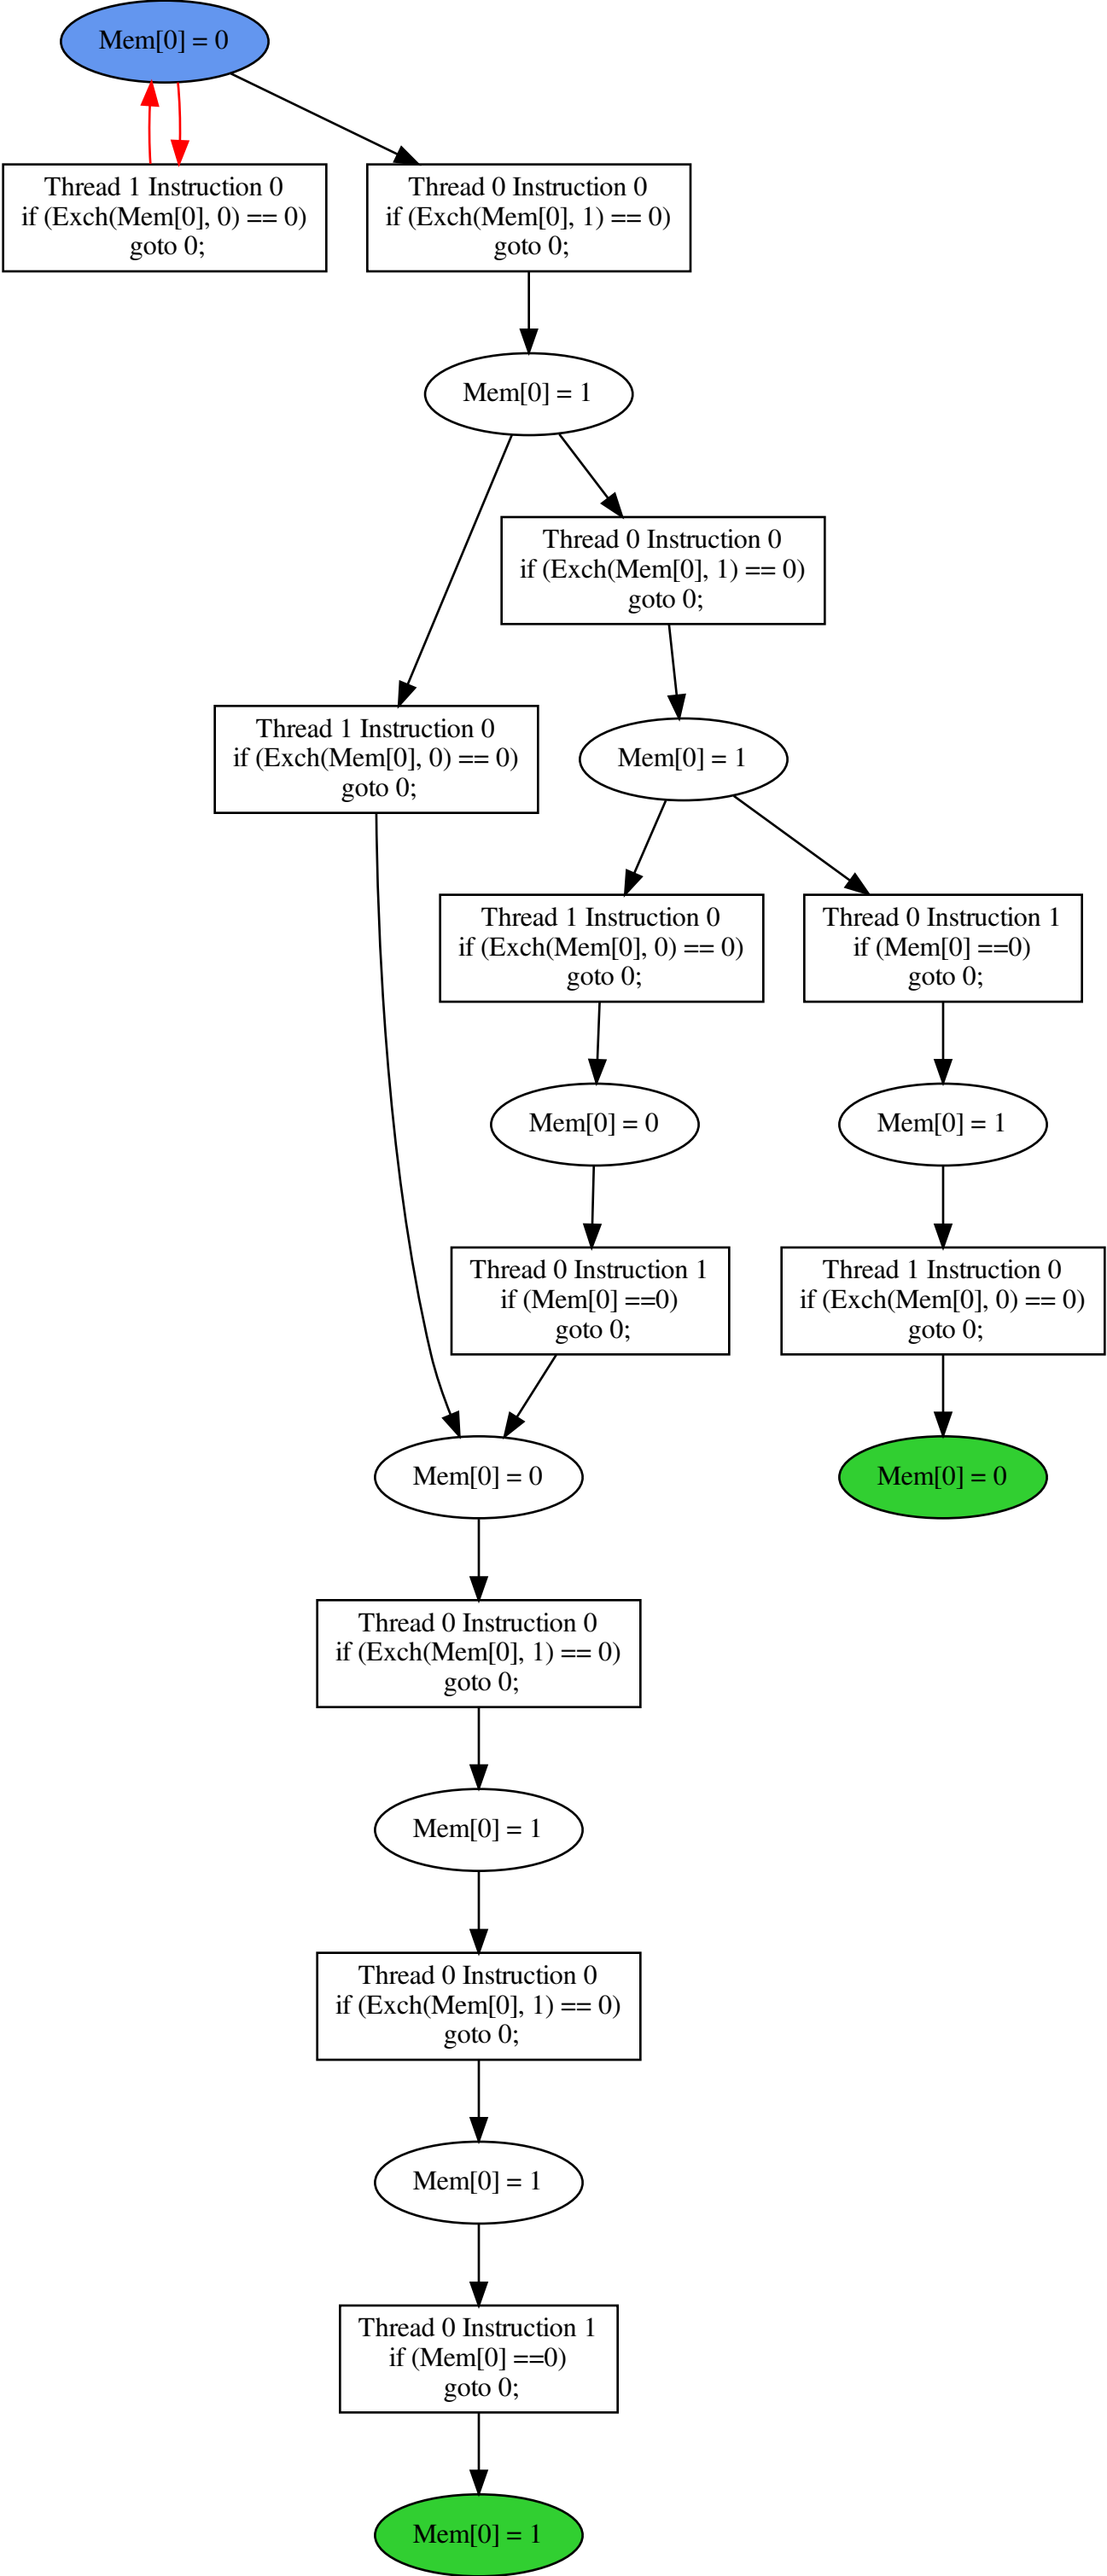 Mem[0] = 0
Thread 1 Instruction 0
if (Exch(Mem[0], 0) == 0)
goto 0;
Thread 0 Instruction 0
if (Exch(Mem[0], 1) == 0)
goto 0;
Mem[0] = 1
Thread 0 Instruction 0
if (Exch(Mem[0], 1) == 0)
goto 0;
Thread 1 Instruction 0
if (Exch(Mem[0], 0) == 0)
goto 0;
Mem[0] = 1
Thread 1 Instruction 0
if (Exch(Mem[0], 0) == 0)
goto 0;
Thread 0 Instruction 1
if (Mem[0] ==0)
goto 0;
Mem[0] = 0
Mem[0] = 1
Thread 0 Instruction 1
if (Mem[0] ==0)
goto 0;
Thread 1 Instruction 0
if (Exch(Mem[0], 0) == 0)
goto 0;
Mem[0] = 0
Mem[0] = 0
Thread 0 Instruction 0
if (Exch(Mem[0], 1) == 0)
goto 0;
Mem[0] = 1
Thread 0 Instruction 0
if (Exch(Mem[0], 1) == 0)
goto 0;
Mem[0] = 1
Thread 0 Instruction 1
if (Mem[0] ==0)
goto 0;
Mem[0] = 1